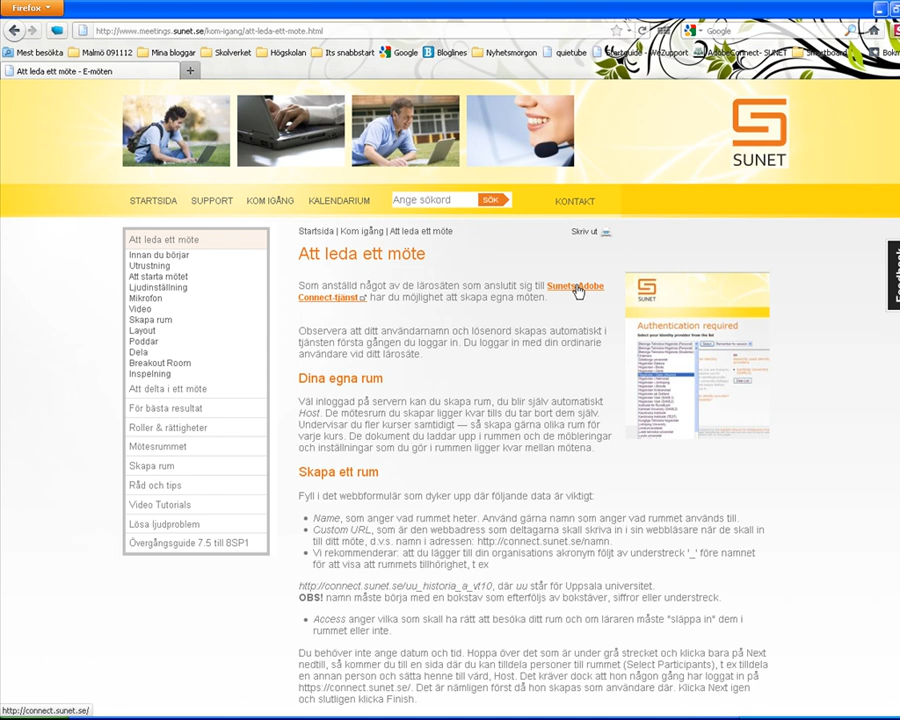 Firefox
http://www.meetings.sunet.se/kom-igang/att-leda-ett-mote.html
Google
Mest besökta
Malmö 091112
Mina bloggar
Skolverket
Högskolan
Its snabbstart
Google
Bloglines
Nyhetsmorgon
quietube
Startguide - WeZupport
AdobeConnect- SUNET
Smartboard
Bokm
Att leda ett möte - E-möten
SUNET
STARTSIDA
SUPPORT
KOM IGÅNG
KALENDARIUM
Ange sökord
SÖK
KONTAKT
Att leda ett möte
Innan du börjar
Utrustning
Att starta mötet
Ljudinställning
Mikrofon
Video
Skapa rum
Layout
Poddar
Dela
Breakout Room
Inspelning
Att delta i ett möte
För bästa resultat
Roller & rättigheter
Mötesrummet
Skapa rum
Råd och tips
Video Tutorials
Lösa ljudproblem
Övergångsguide 7.5 till 8SP1
Startsida | Kom igång | Att leda ett möte
Skriv ut
Att leda ett möte
Som anställd något av de lärosäten som anslutit sig till Sunets Adobe
Connect-tjänst har du möjlighet att skapa egna möten.
Observera att ditt användarnamn och lösenord skapas automatiskt i
tjänsten första gången du loggar in. Du loggar in med din ordinarie
användare vid ditt lärosäte.
Dina egna rum
Väl inloggad på servern kan du skapa rum, du blir själv automatiskt
Host. De mötesrum du skapar ligger kvar tills du tar bort dem själv.
Undervisar du fler kurser samtidigt — så skapa gärna olika rum för
varje kurs. De dokument du laddar upp i rummen och de möbleringar
och inställningar som du gör i rummen ligger kvar mellan mötena.
Skapa ett rum
Fyll i det webbformulär som dyker upp där följande data är viktigt:
Name, som anger vad rummet heter. Använd gärna namn som anger vad rummet används till.
Custom URL, som är den webbadress som deltagarna skall skriva in i sin webbläsare när de skall in
till ditt möte, d.v.s. namn i adressen: http://connect.sunet.se/namn.
Vi rekommenderar: att du lägger till din organisations akronym följt av understreck '_' före namnet
för att visa att rummets tillhörighet, t ex
http://connect.sunet.se/uu_historia_a_vt10, där uu står för Uppsala universitet.
OBS! namn måste börja med en bokstav som efterföljs av bokstäver, siffror eller understreck.
Access anger vilka som skall ha rätt att besöka ditt rum och om läraren måste "släppa in" dem i
rummet eller inte.
Du behöver inte ange datum och tid. Hoppa över det som är under grå strecket och klicka bara på Next
nedtill, så kommer du till en sida där du kan tilldela personer till rummet (Select Participants), t ex tilldela
en annan person och sätta henne till värd, Host. Det kräver dock att hon någon gång har loggat in på
https://connect.sunet.se/. Det är nämligen först då hon skapas som användare där. Klicka Next igen
och slutligen klicka Finish.
SUNET
Authentication required
Select your identity provider from the list
Feedback
http://connect.sunet.se/